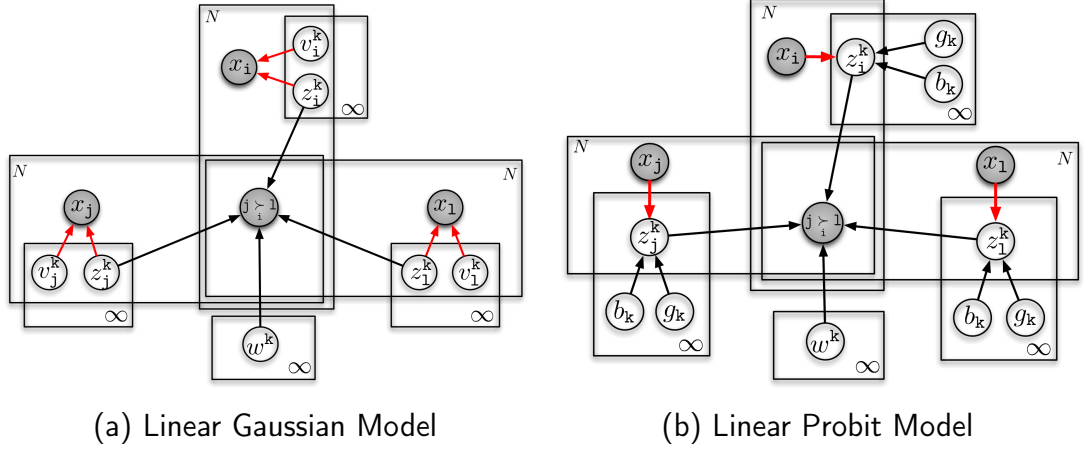 N
x_i
v_i^k
z_i^k
∞
N
x_j
v_j^k
z_j^k
∞
j ≻_i l
N
x_l
z_l^k
v_l^k
∞
w^k
∞
(a) Linear Gaussian Model
N
x_i
z_i^k
g_k
b_k
∞
N
x_j
z_j^k
b_k
g_k
∞
j ≻_i l
N
x_l
z_l^k
b_k
g_k
∞
w^k
∞
(b) Linear Probit Model